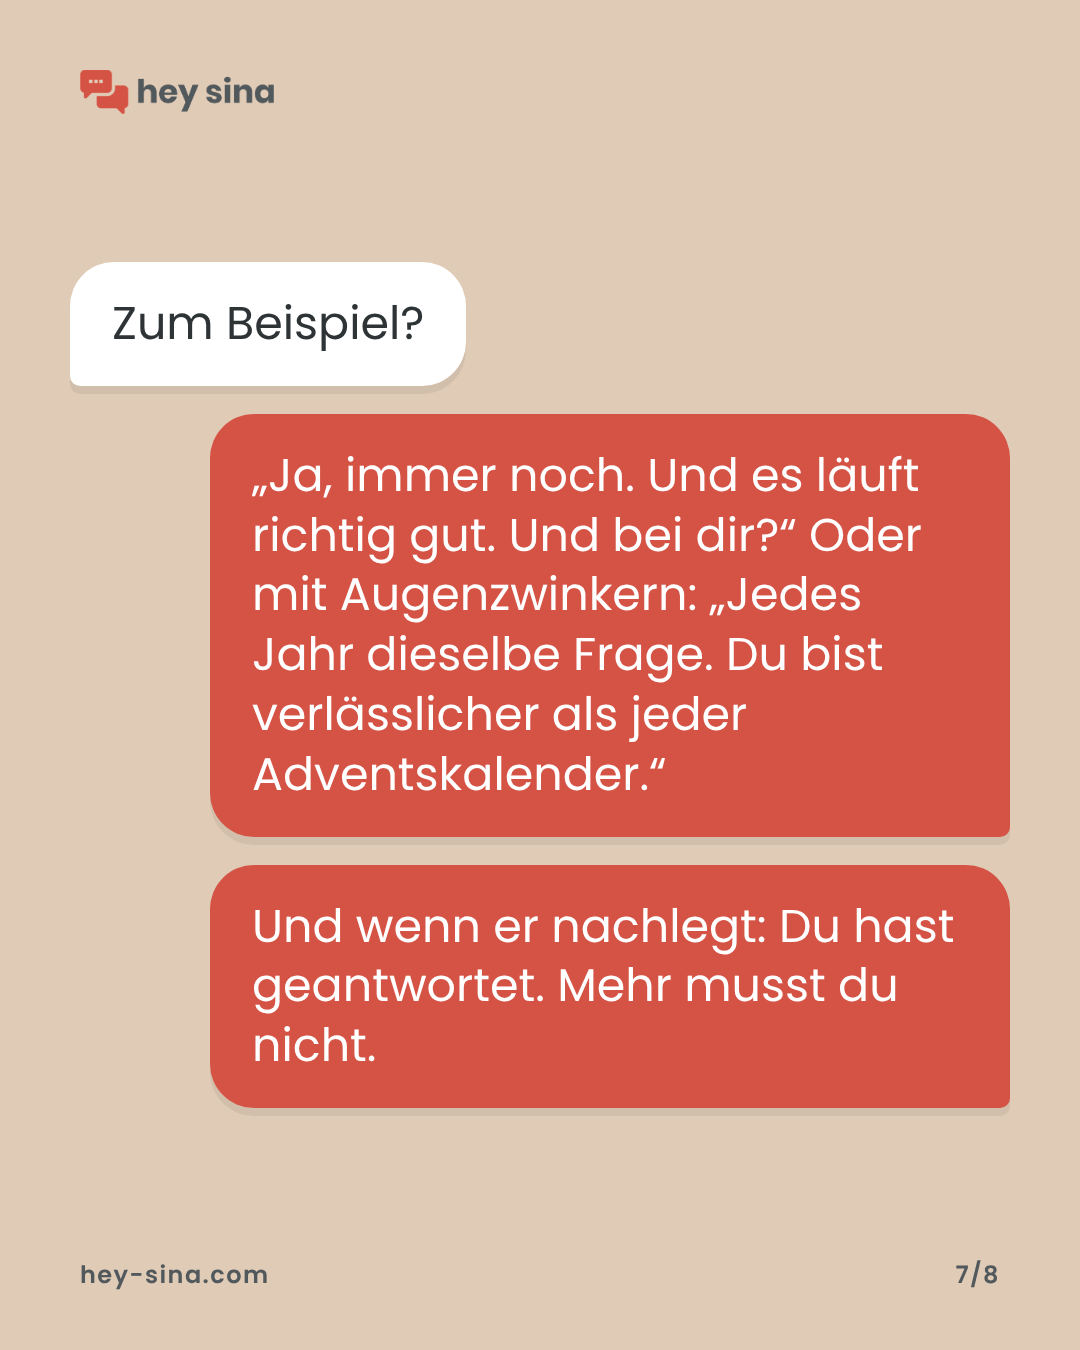 hey sina
Zum Beispiel?
„Ja, immer noch. Und es läuft
richtig gut. Und bei dir?“ Oder
mit Augenzwinkern: „Jedes
Jahr dieselbe Frage. Du bist
verlässlicher als jeder
Adventskalender.“
Und wenn er nachlegt: Du hast
geantwortet. Mehr musst du
nicht.
hey-sina.com
7/8